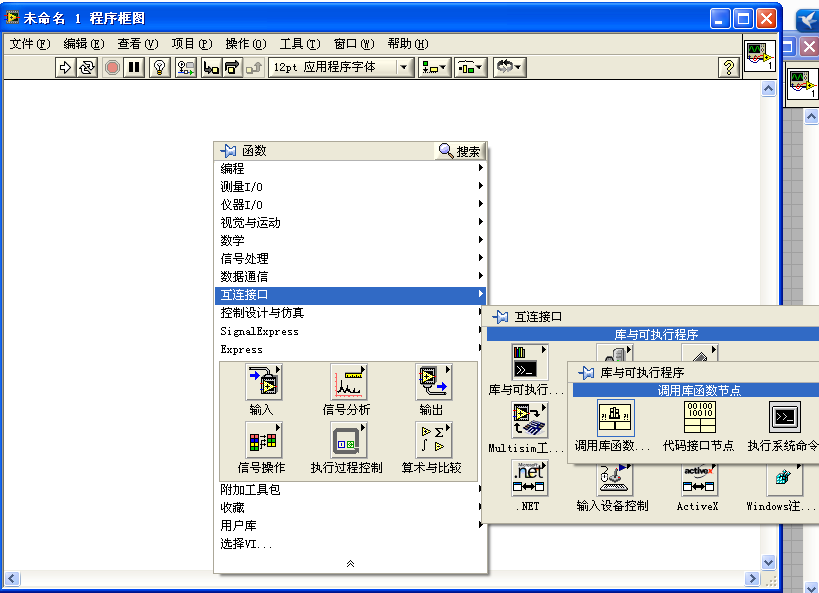 未命名 1 程序框图
文件(F) 编辑(E) 查看(V) 项目(P) 操作(O) 工具(T) 窗口(W) 帮助(H)
12pt 应用程序字体
?
1
1
函数
搜索
编程
测量I/O
仪器I/O
视觉与运动
数学
信号处理
数据通信
互连接口
控制设计与仿真
SignalExpress
Express
输入 信号分析 输出
信号操作 执行过程控制 算术与比较
附加工具包
收藏
用户库
选择VI...
互连接口
库与可执行程序
库与可执行...
Multisim工...
.NET
.NET 输入设备控制 ActiveX Windows注...
ActiveX
库与可执行程序
调用库函数节点
00100
10010
调用库函数... 代码接口节点 执行系统命令